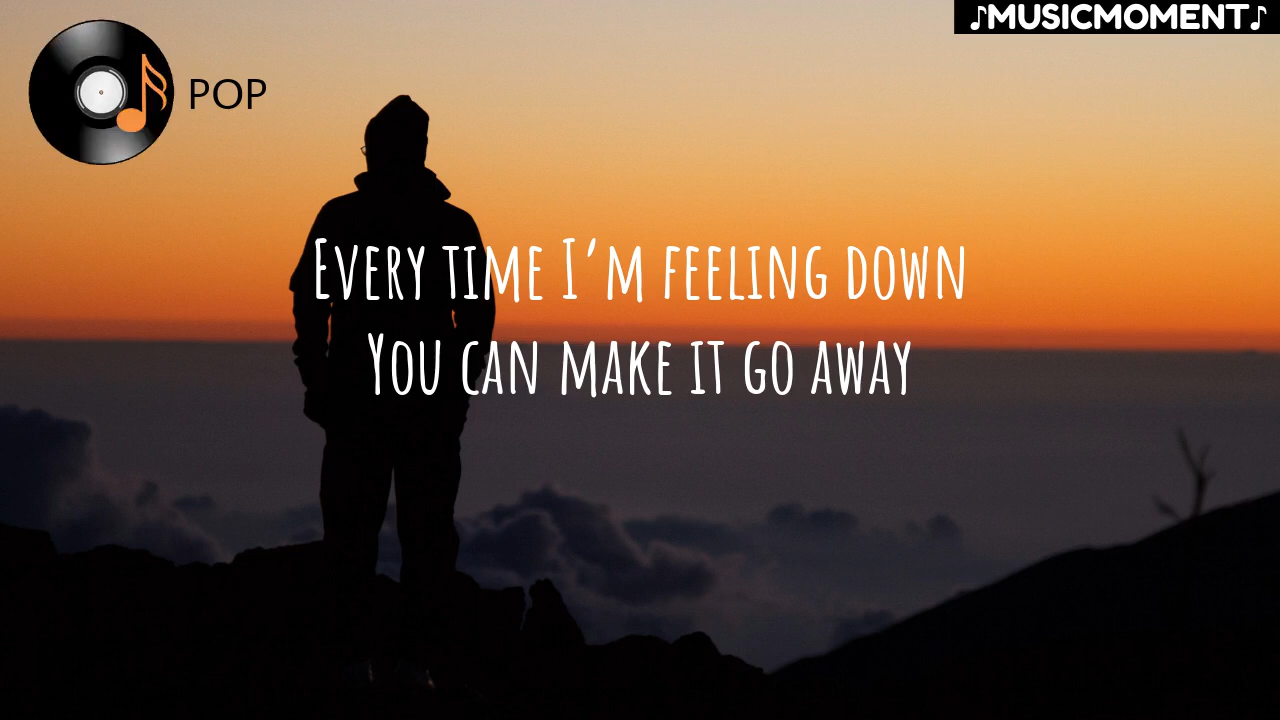 ♪MUSICMOMENT♪
POP
Every time I’m feeling down
You can make it go away